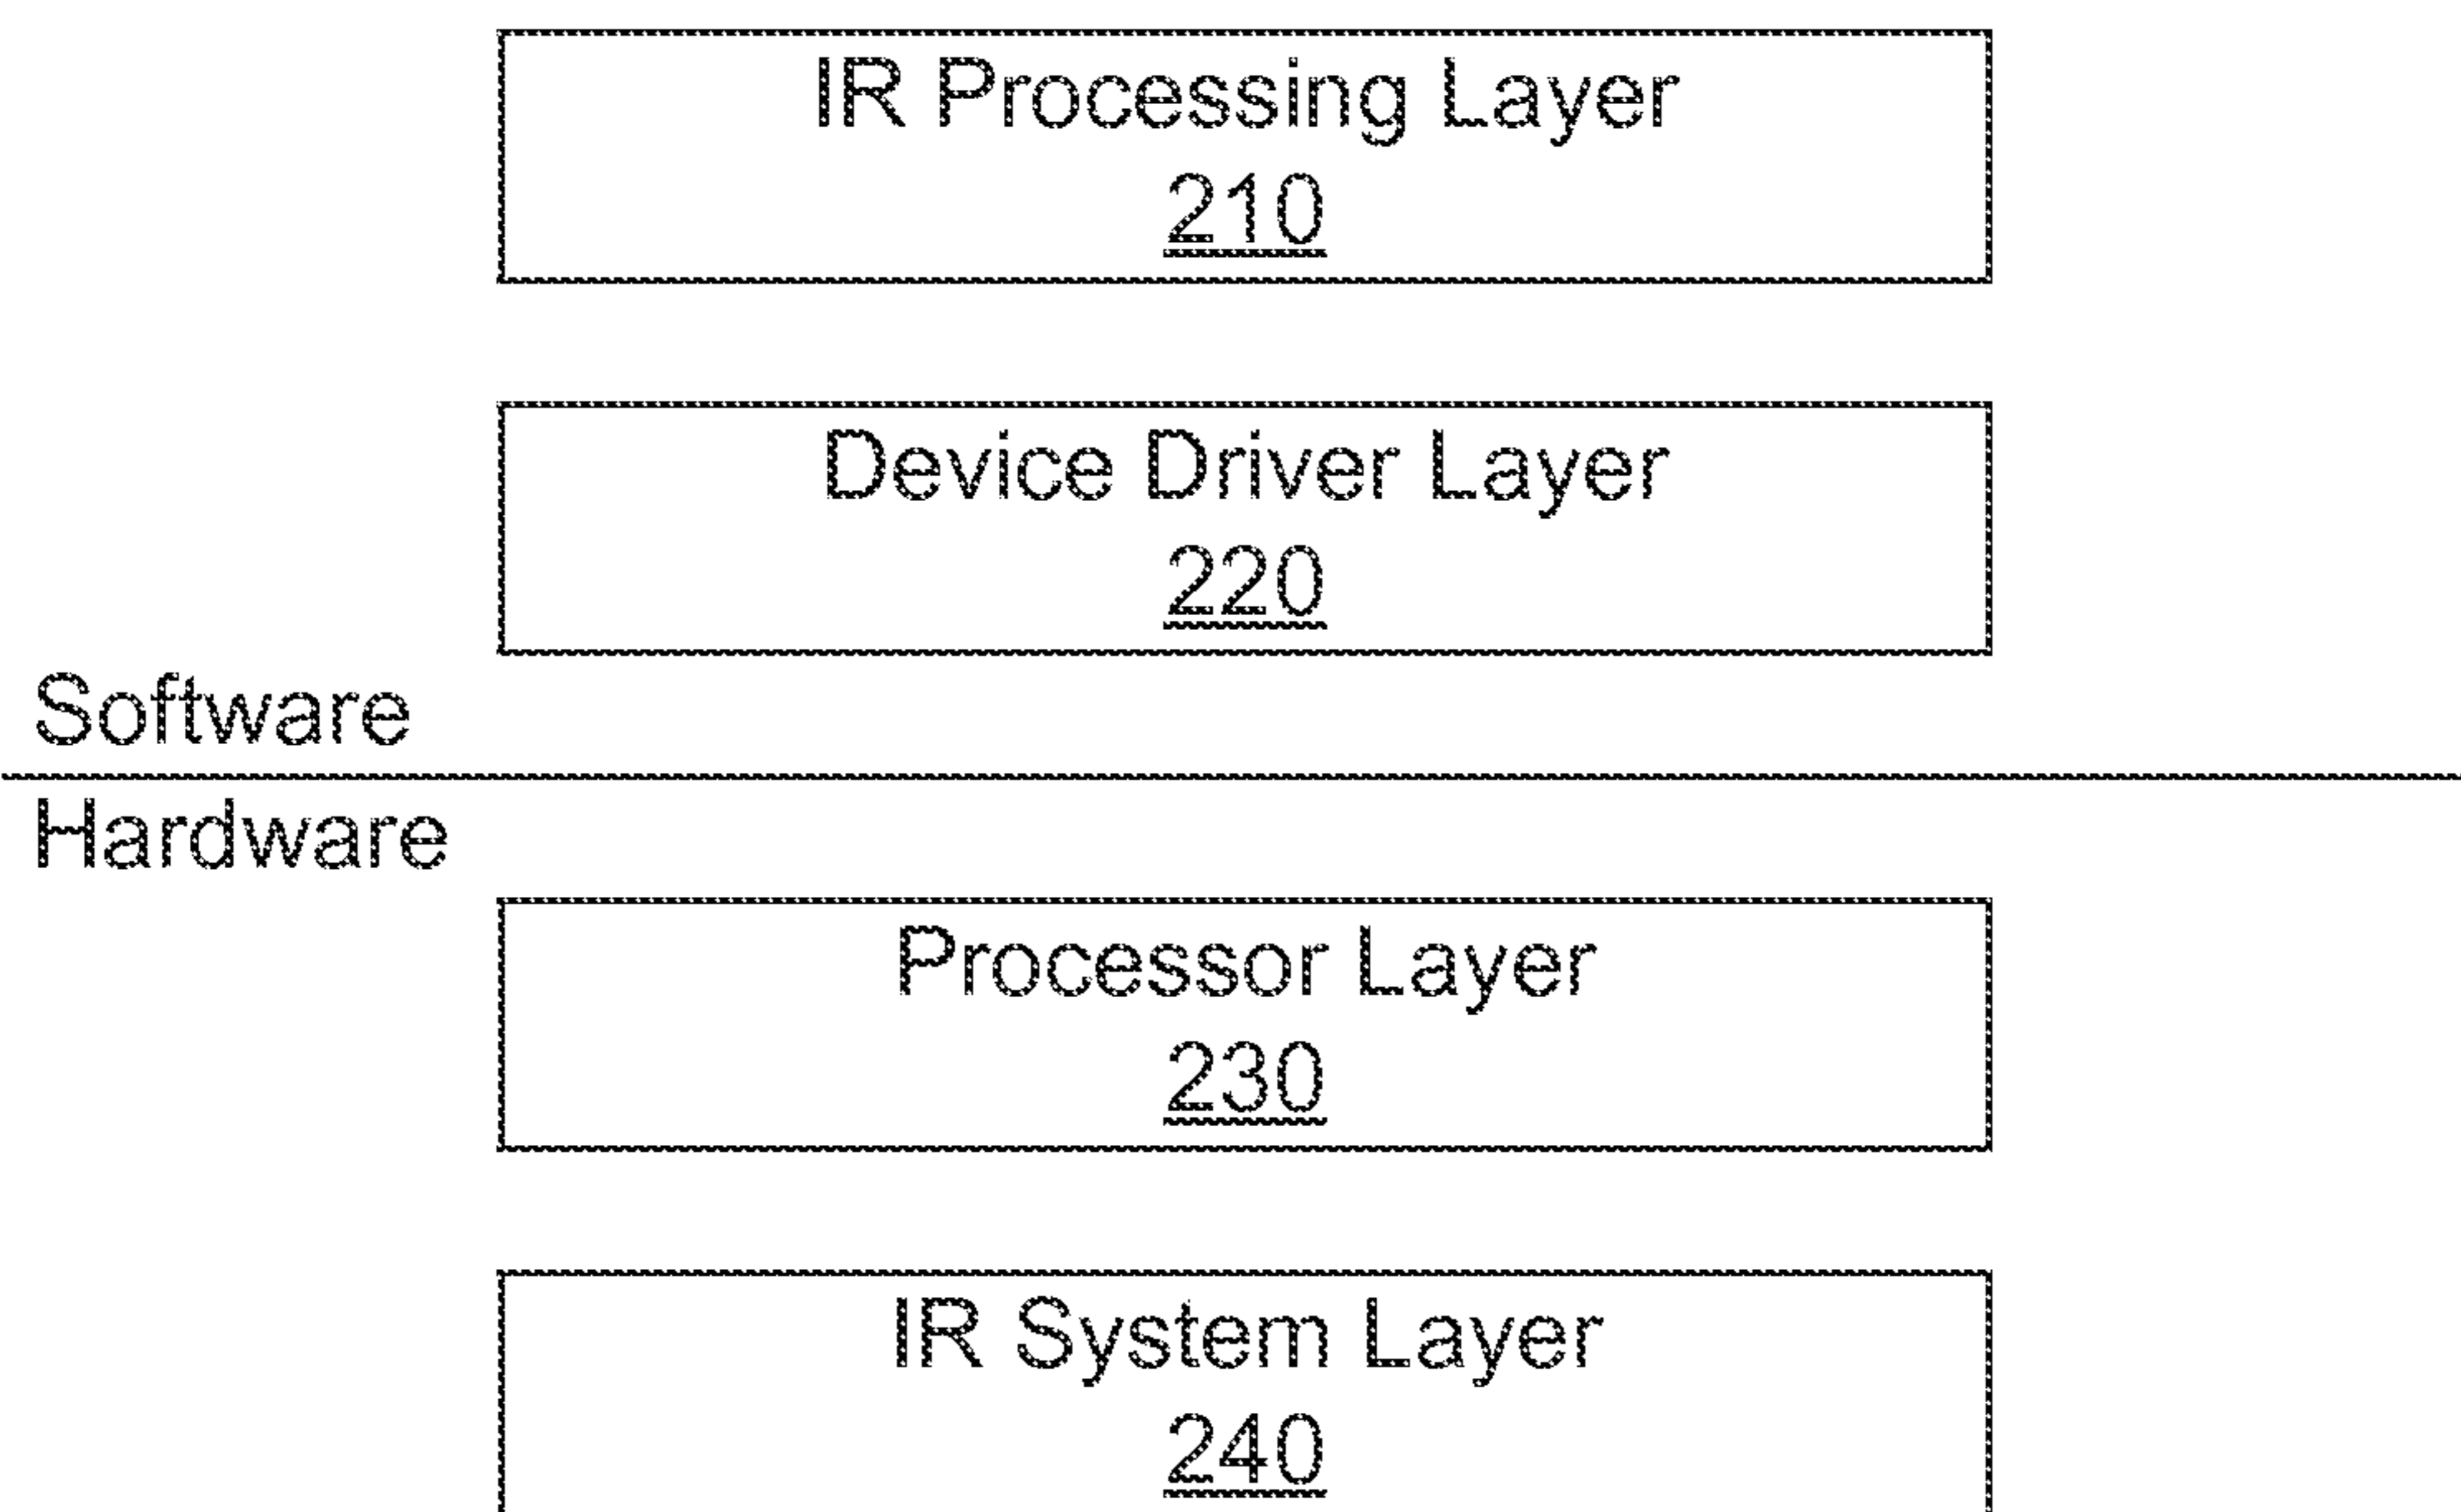 IR Processing Layer
210
Device Driver Layer
220
Software
Hardware
Processor Layer
230
IR System Layer
240